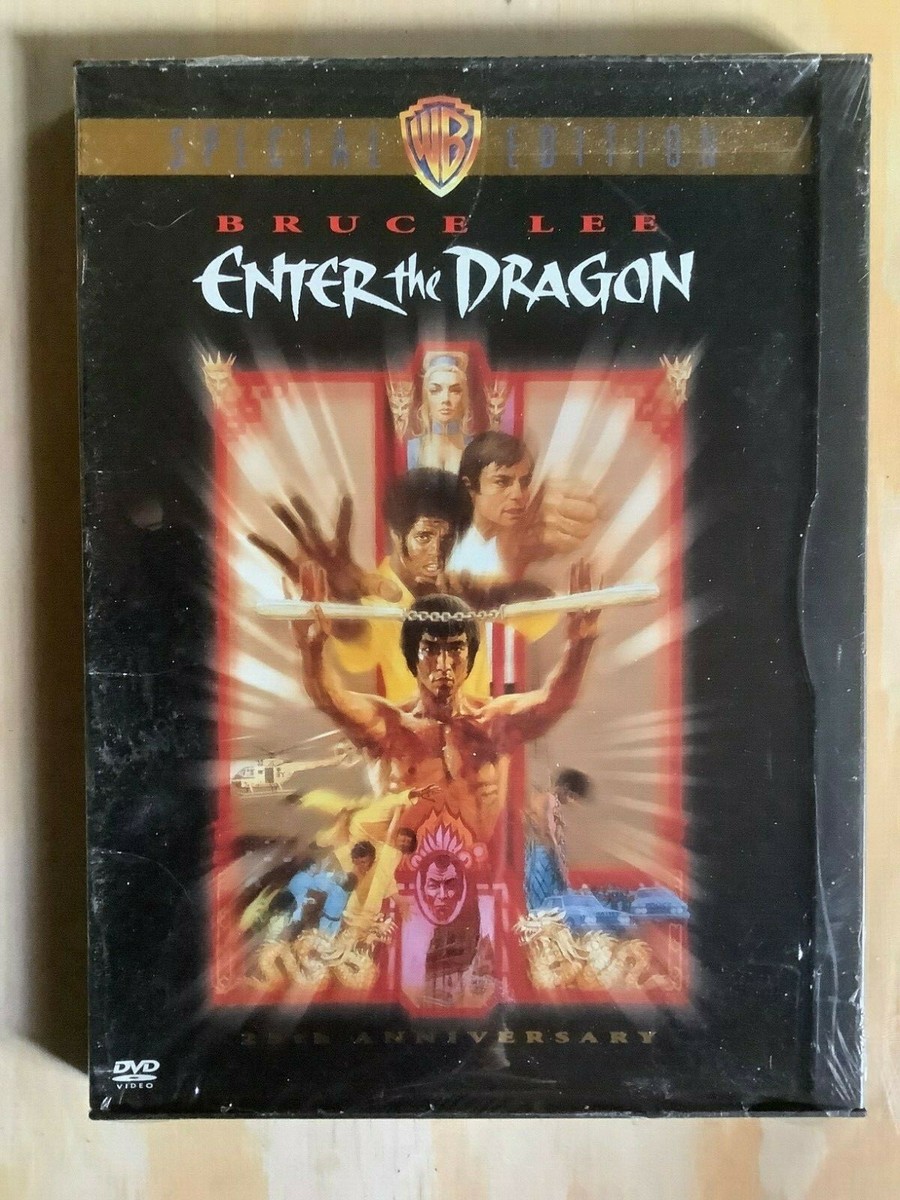 SPECIAL EDITION
WB
BRUCE LEE
ENTER the DRAGON
25th ANNIVERSARY
DVD
VIDEO